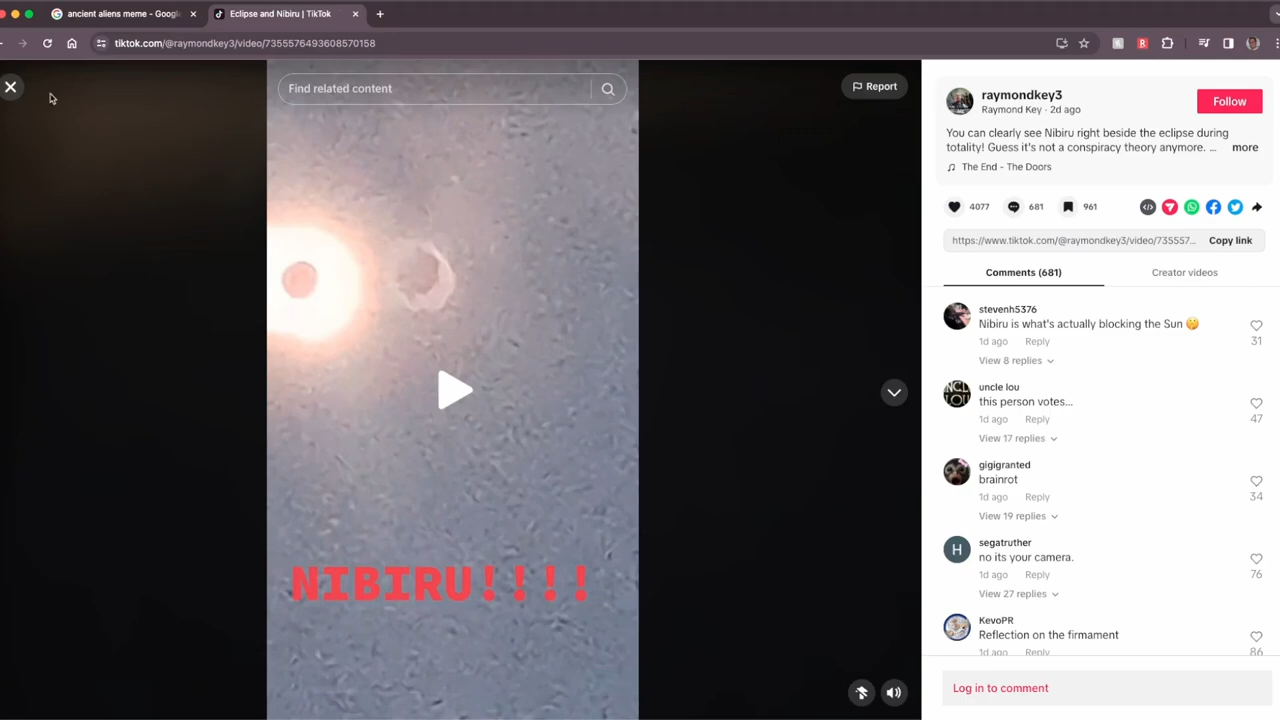 ancient aliens meme - Google
Eclipse and Nibiru | TikTok
tiktok.com/@raymondkey3/video/7355576493608570158
Find related content
Report
NIBIRU!!!!
raymondkey3
Raymond Key · 2d ago
Follow
You can clearly see Nibiru right beside the eclipse during
totality! Guess it's not a conspiracy theory anymore. ... more
The End - The Doors
4077 681 961
https://www.tiktok.com/@raymondkey3/video/73557... Copy link
Comments (681) Creator videos
stevenh5376
Nibiru is what's actually blocking the Sun 🤫
31
1d ago Reply
View 8 replies
UNCLE LOU
uncle lou
this person votes...
47
1d ago Reply
View 17 replies
gigigranted
brainrot
34
1d ago Reply
View 19 replies
H
segatruther
no its your camera.
76
1d ago Reply
View 27 replies
KevoPR
Reflection on the firmament
86
1d ago Reply
Log in to comment